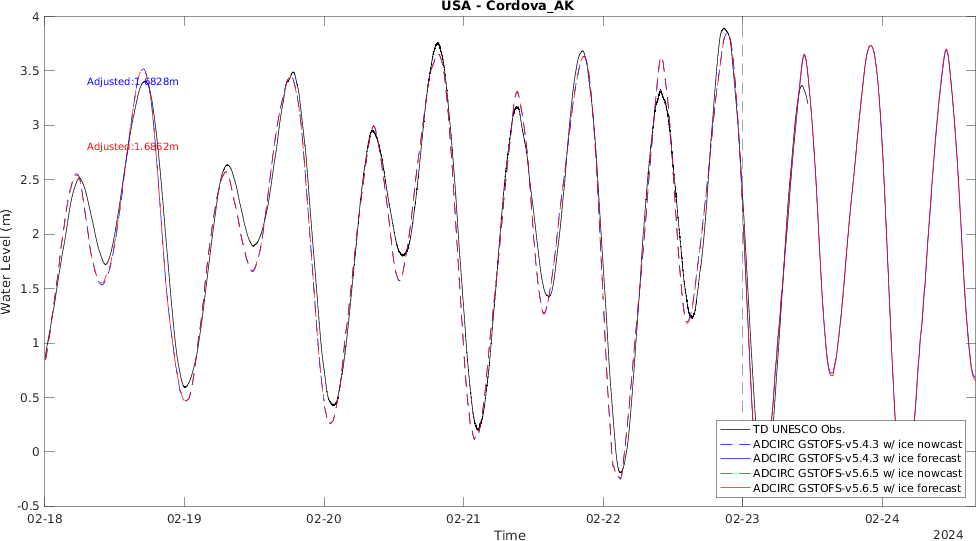 USA - Cordova_AK
4
3.5
3
2.5
2
1.5
1
0.5
0
-0.5
Water Level (m)
Adjusted:1.6828m
Adjusted:1.6862m
TD UNESCO Obs.
ADCIRC GSTOFS-v5.4.3 w/ ice nowcast
ADCIRC GSTOFS-v5.4.3 w/ ice forecast
ADCIRC GSTOFS-v5.6.5 w/ ice nowcast
ADCIRC GSTOFS-v5.6.5 w/ ice forecast
02-18 02-19 02-20 02-21 02-22 02-23 02-24
Time
2024